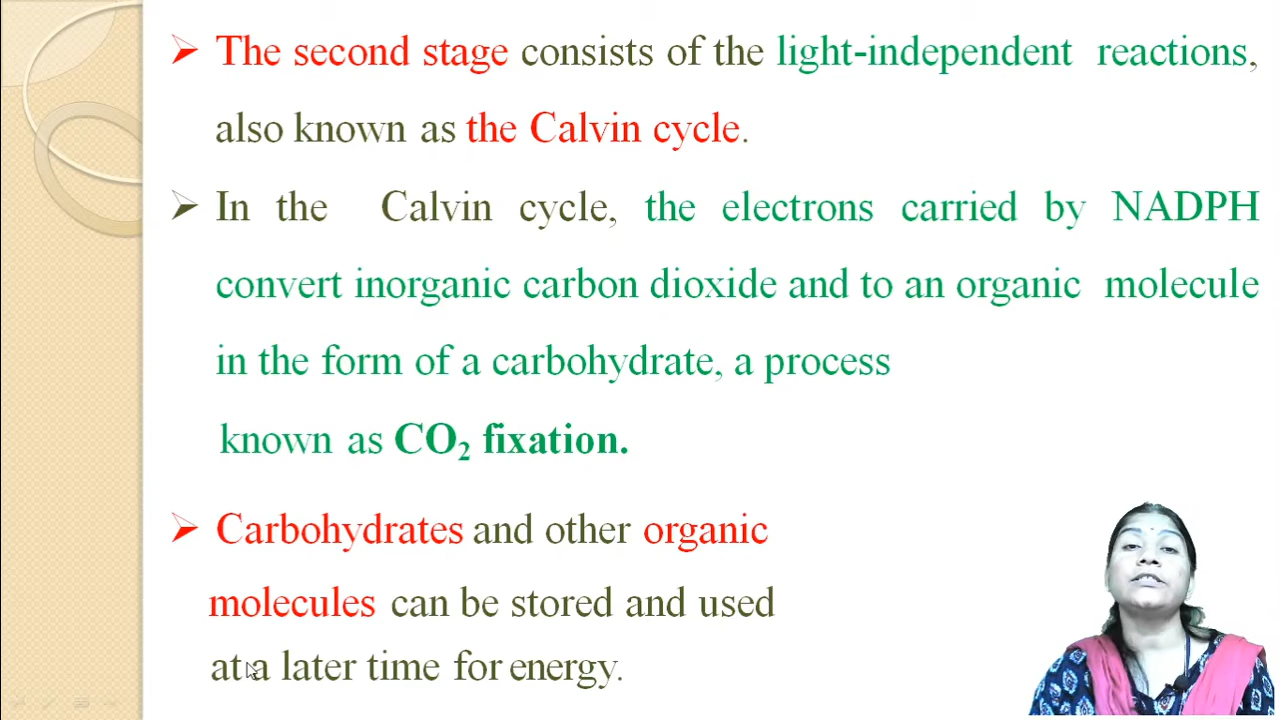 ➢ The second stage consists of the light-independent reactions,
also known as the Calvin cycle.
➢ In the Calvin cycle, the electrons carried by NADPH
convert inorganic carbon dioxide and to an organic molecule
in the form of a carbohydrate, a process
known as CO₂ fixation.
➢ Carbohydrates and other organic
molecules can be stored and used
at a later time for energy.